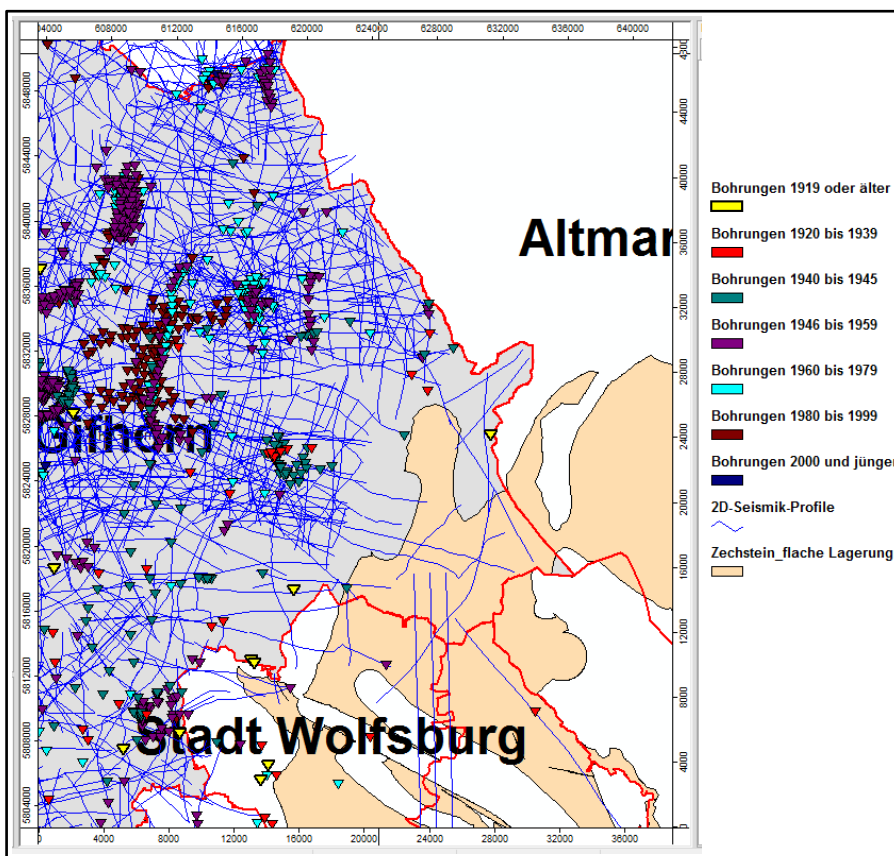 604000 608000 612000 616000 620000 624000 628000 632000 636000 640000
5848000
5844000
5840000
5836000
5832000
5828000
5824000
5820000
5816000
5812000
5808000
5804000
44000
40000
36000
32000
28000
24000
20000
16000
12000
8000
4000
0
Altmar
Gifhorn
Stadt Wolfsburg
0 4000 8000 12000 16000 20000 24000 28000 32000 36000
Bohrungen 1919 oder älter
Bohrungen 1920 bis 1939
Bohrungen 1940 bis 1945
Bohrungen 1946 bis 1959
Bohrungen 1960 bis 1979
Bohrungen 1980 bis 1999
Bohrungen 2000 und jünger
2D-Seismik-Profile
Zechstein_flache Lagerung